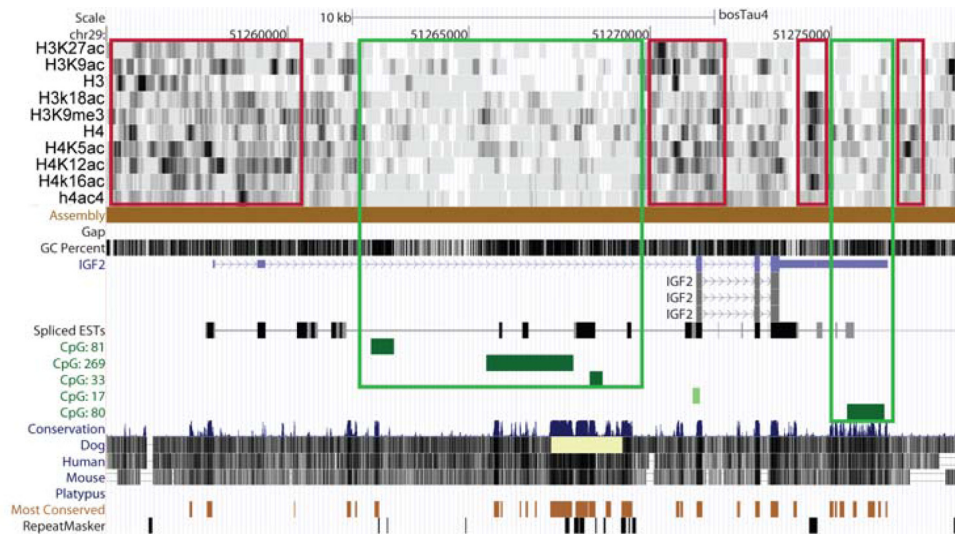 Scale 10 kb bosTau4
chr29: 51260000 51265000 51270000 51275000
H3K27ac
H3K9ac
H3
H3k18ac
H3K9me3
H4
H4K5ac
H4K12ac
H4k16ac
h4ac4
Assembly
Gap
GC Percent
IGF2
IGF2
IGF2
IGF2
Spliced ESTs
CpG: 81
CpG: 269
CpG: 33
CpG: 17
CpG: 80
Conservation
Dog
Human
Mouse
Platypus
Most Conserved
RepeatMasker